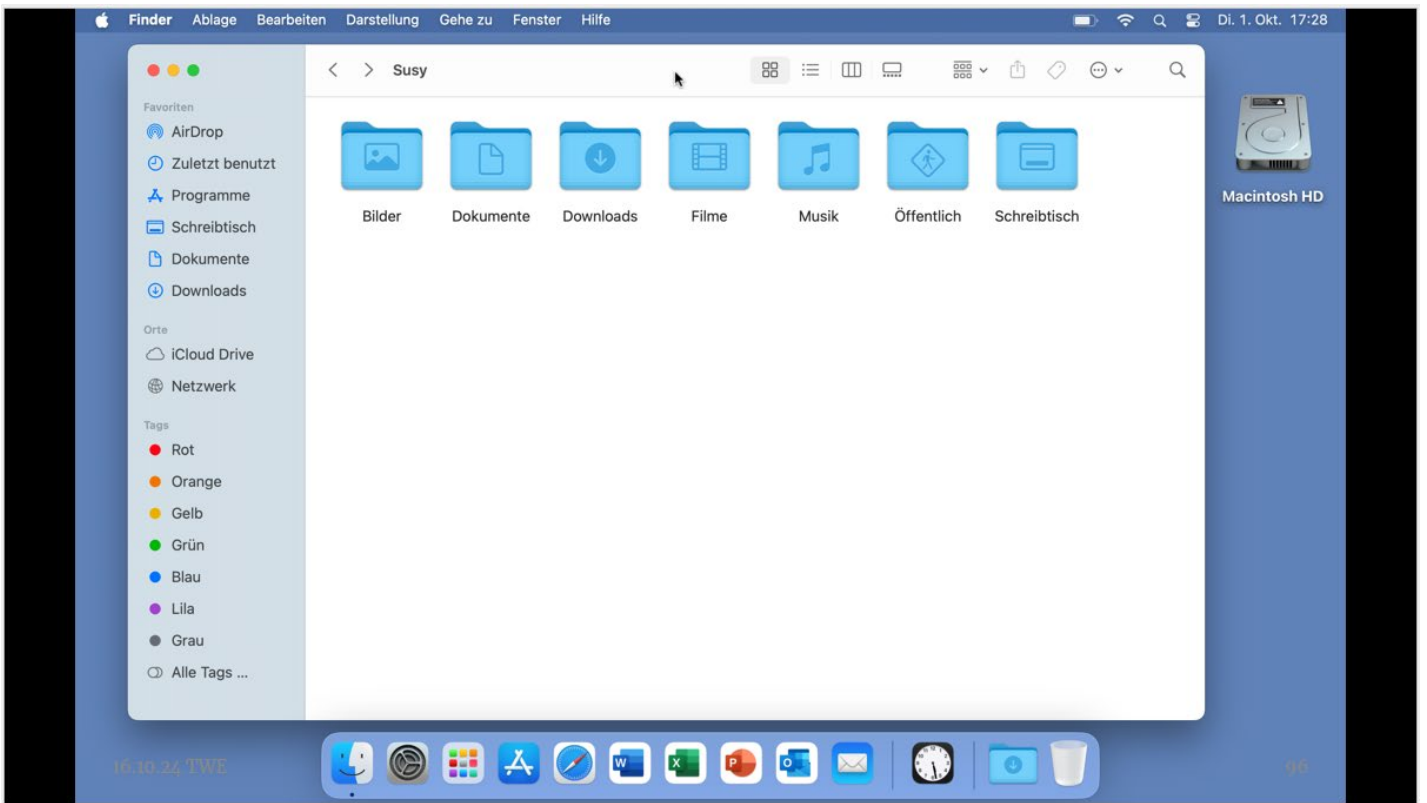 Finder Ablage Bearbeiten Darstellung Gehe zu Fenster Hilfe Di. 1. Okt. 17:28
Susy
Favoriten
AirDrop
Zuletzt benutzt
Programme
Schreibtisch
Dokumente
Downloads
Orte
iCloud Drive
Netzwerk
Tags
Rot
Orange
Gelb
Grün
Blau
Lila
Grau
Alle Tags ...
Bilder Dokumente Downloads Filme Musik Öffentlich Schreibtisch
Macintosh HD
W X P O
16.10.24 TWE
96